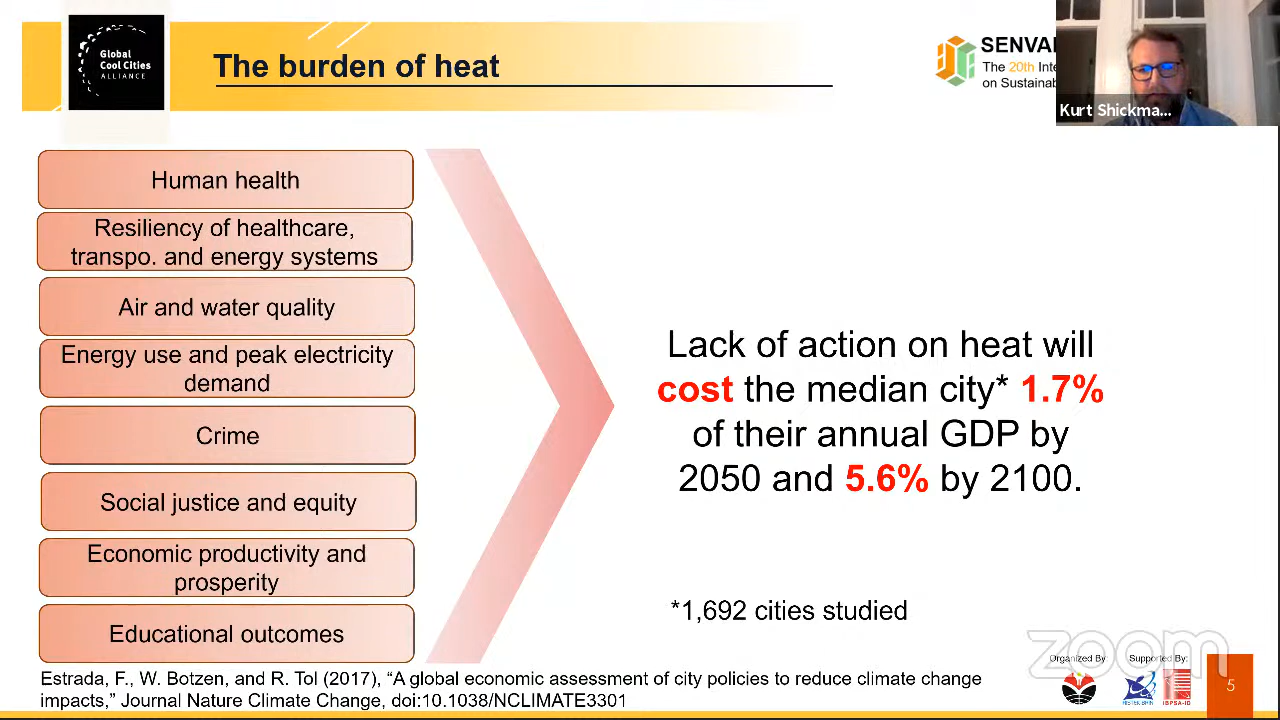 Global
Cool Cities
ALLIANCE
The burden of heat
SENVA
The 20th Inte
on Sustainab
Kurt Shickma...
Human health
Resiliency of healthcare,
transpo. and energy systems
Air and water quality
Energy use and peak electricity
demand
Crime
Social justice and equity
Economic productivity and
prosperity
Educational outcomes
Lack of action on heat will
cost the median city* 1.7%
of their annual GDP by
2050 and 5.6% by 2100.
*1,692 cities studied
zoom
Estrada, F., W. Botzen, and R. Tol (2017), “A global economic assessment of city policies to reduce climate change
impacts,” Journal Nature Climate Change, doi:10.1038/NCLIMATE3301
Organized By:
Supported By:
RISTEK BRIN
IBPSA-ID
5